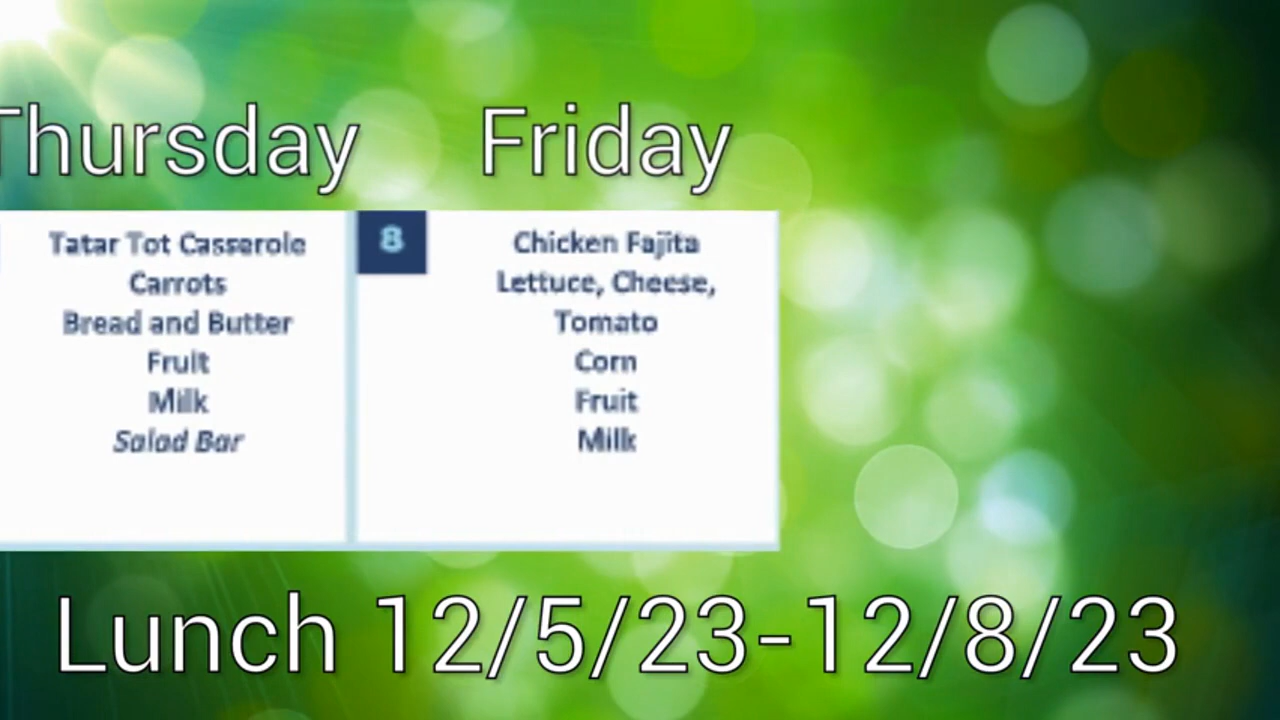 Thursday
Friday
Tatar Tot Casserole
Carrots
Bread and Butter
Fruit
Milk
Salad Bar
8
Chicken Fajita
Lettuce, Cheese,
Tomato
Corn
Fruit
Milk
Lunch 12/5/23-12/8/23